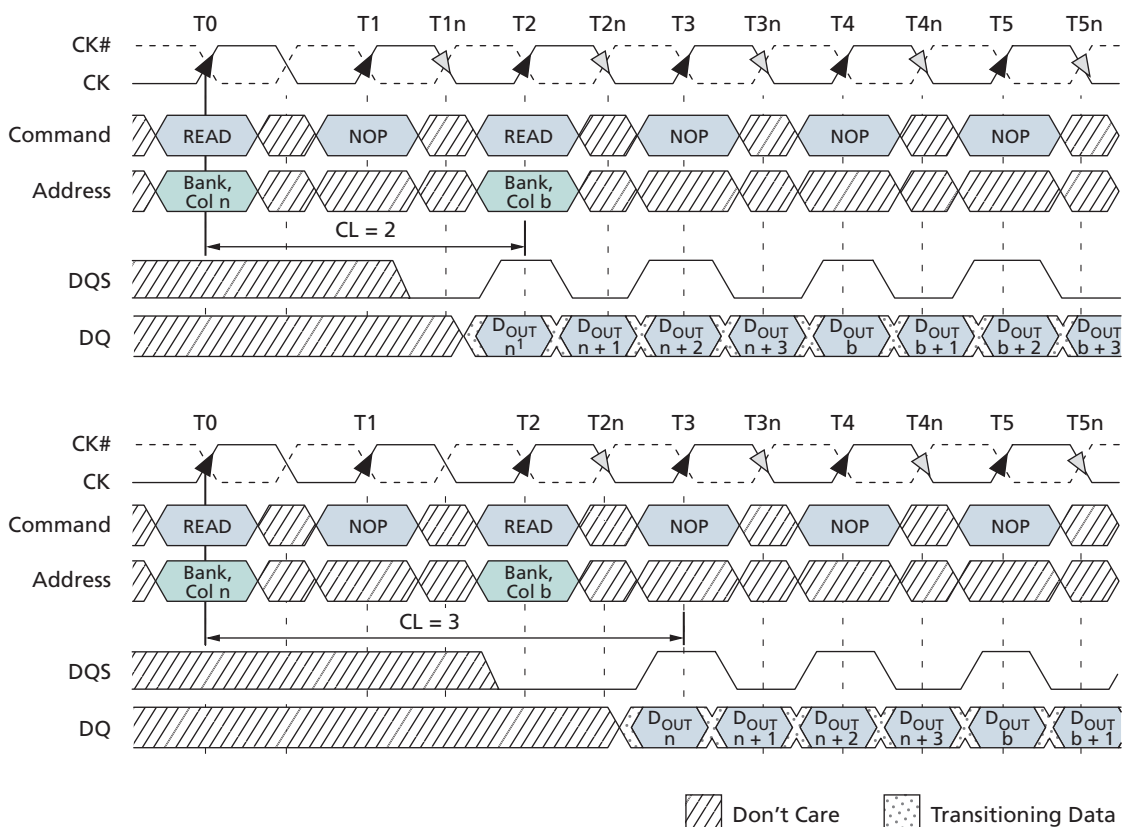 T0 T1 T1n T2 T2n T3 T3n T4 T4n T5 T5n
CK#
CK
Command READ NOP READ NOP NOP NOP
Address Bank, Col n Bank, Col b
CL = 2
DQS
DQ DOUT n1 DOUT n + 1 DOUT n + 2 DOUT n + 3 DOUT b DOUT b + 1 DOUT b + 2 DOUT b + 3
T0 T1 T2 T2n T3 T3n T4 T4n T5 T5n
CK#
CK
Command READ NOP READ NOP NOP NOP
Address Bank, Col n Bank, Col b
CL = 3
DQS
DQ DOUT n DOUT n + 1 DOUT n + 2 DOUT n + 3 DOUT b DOUT b + 1
Don't Care Transitioning Data